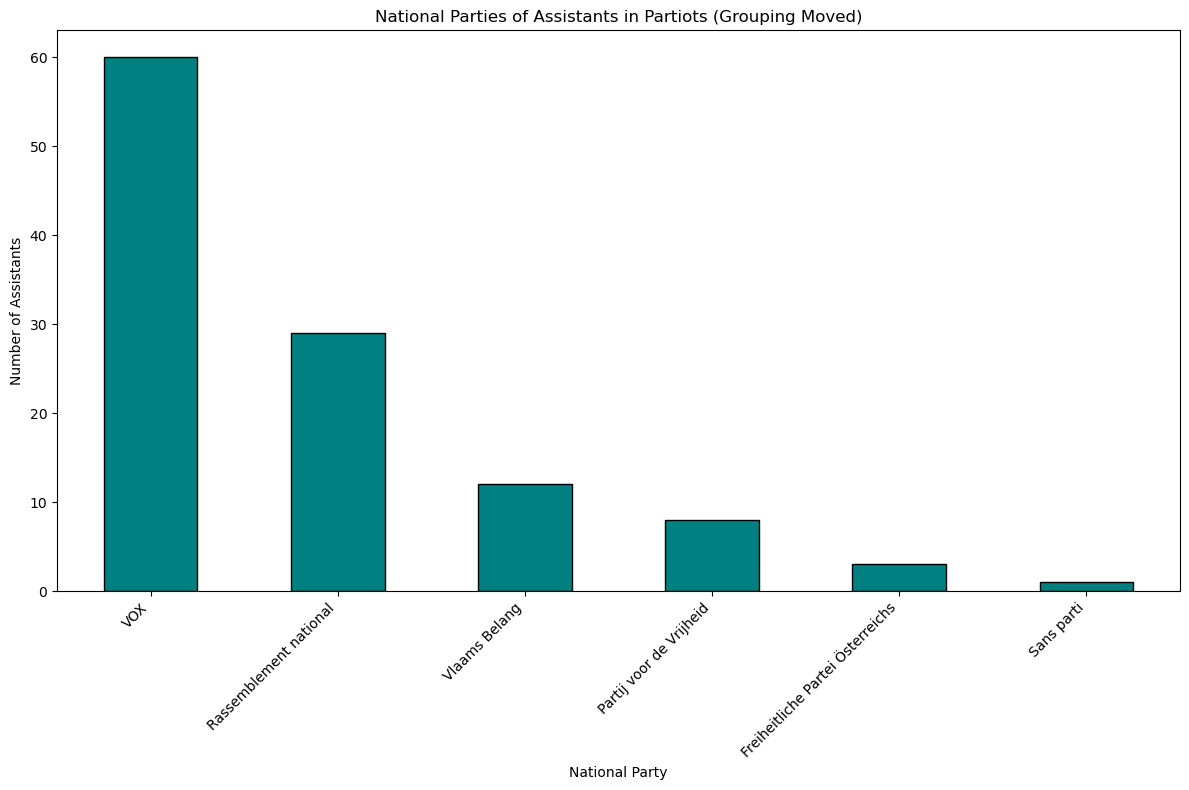 National Parties of Assistants in Partiots (Grouping Moved)
Number of Assistants
60
50
40
30
20
10
0
VOX
Rassemblement national
Vlaams Belang
Partij voor de Vrijheid
Freiheitliche Partei Österreichs
Sans parti
National Party